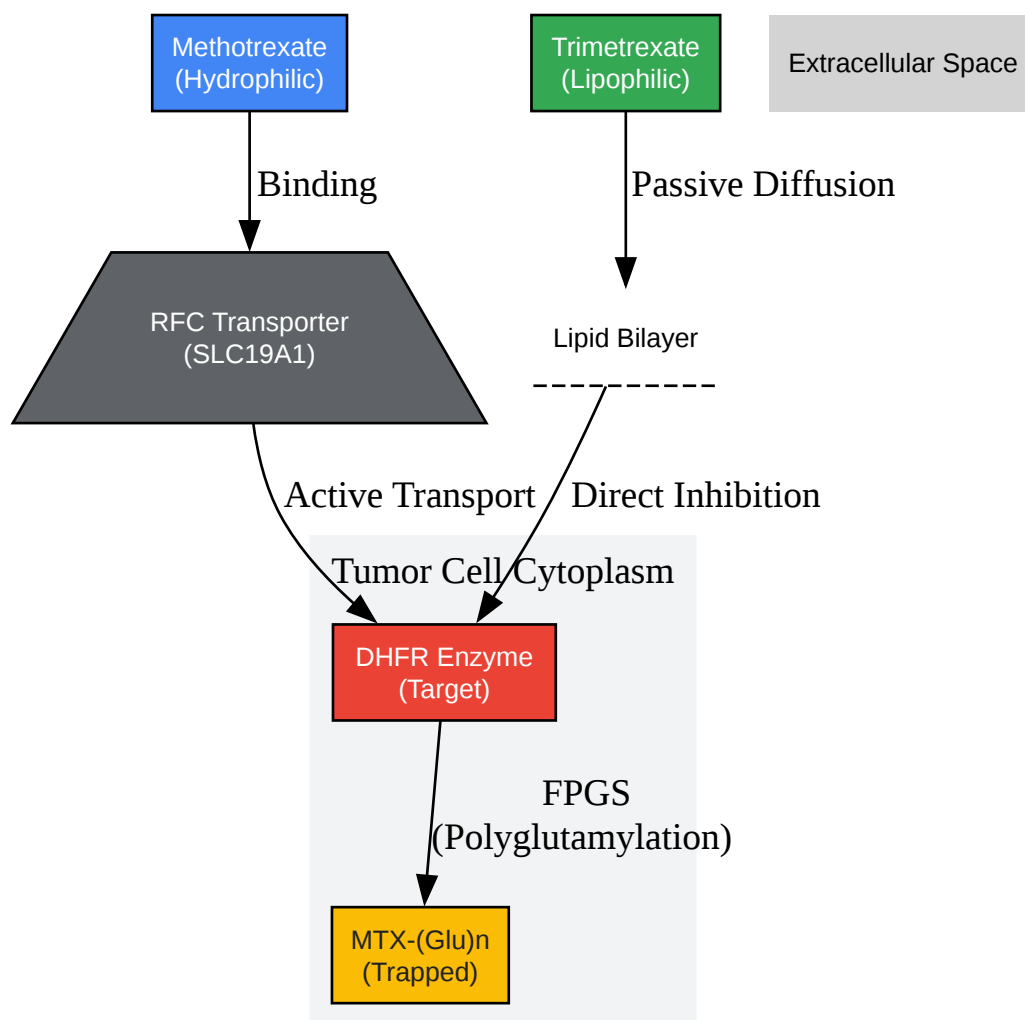 Methotrexate
(Hydrophilic)
Trimetrexate
(Lipophilic)
Extracellular Space
Binding
Passive Diffusion
RFC Transporter
(SLC19A1)
Lipid Bilayer
Active Transport
Direct Inhibition
Tumor Cell Cytoplasm
DHFR Enzyme
(Target)
FPGS
(Polyglutamylation)
MTX-(Glu)n
(Trapped)